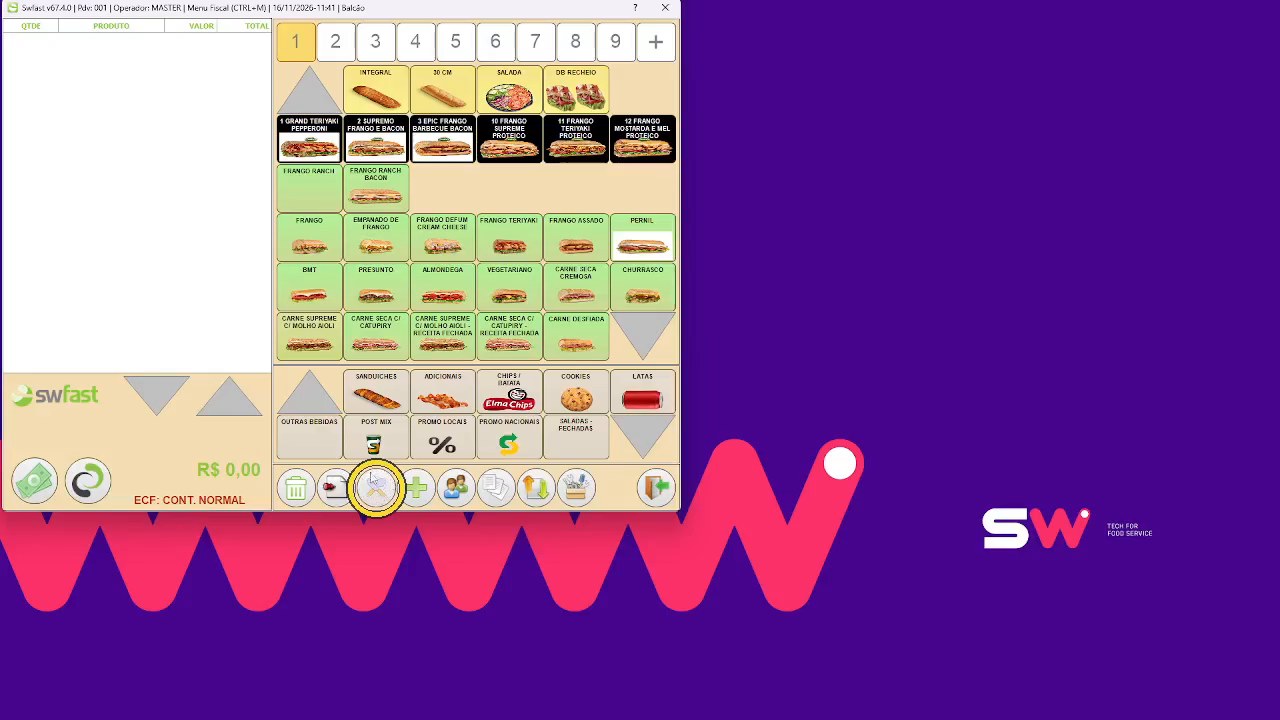 Swfast v67.4.0 | Pdv: 001 | Operador: MASTER | Menu Fiscal (CTRL+M) | 16/11/2026-11:41 | Balcão
?
QTDE PRODUTO VALOR TOTAL
1 2 3 4 5 6 7 8 9 +
INTEGRAL
30 CM
SALADA
DB RECHEIO
1 GRAND TERIYAKI
PEPPERONI
2 SUPREMO
FRANGO E BACON
3 EPIC FRANGO
BARBECUE BACON
10 FRANGO
SUPREME
PROTEICO
11 FRANGO
TERIYAKI
PROTEICO
12 FRANGO
MOSTARDA E MEL
PROTEICO
FRANGO RANCH
FRANGO RANCH
BACON
FRANGO
EMPANADO DE
FRANGO
FRANGO DEFUM
CREAM CHEESE
FRANGO TERIYAKI
FRANGO ASSADO
PERNIL
BMT
PRESUNTO
ALMONDEGA
VEGETARIANO
CARNE SECA
CREMOSA
CHURRASCO
CARNE SUPREME
C/ MOLHO AIOLI
CARNE SECA C/
CATUPIRY
CARNE SUPREME
C/ MOLHO AIOLI -
RECEITA FECHADA
CARNE SECA C/
CATUPIRY -
RECEITA FECHADA
CARNE DESFIADA
SANDUICHES
ADICIONAIS
CHIPS /
BATATA
Elma Chips
COOKIES
LATAS
OUTRAS BEBIDAS
POST MIX
PROMO LOCAIS
%
PROMO NACIONAIS
SALADAS -
FECHADAS
swfast
R$ 0,00
ECF: CONT. NORMAL
SW
TECH FOR
FOOD SERVICE